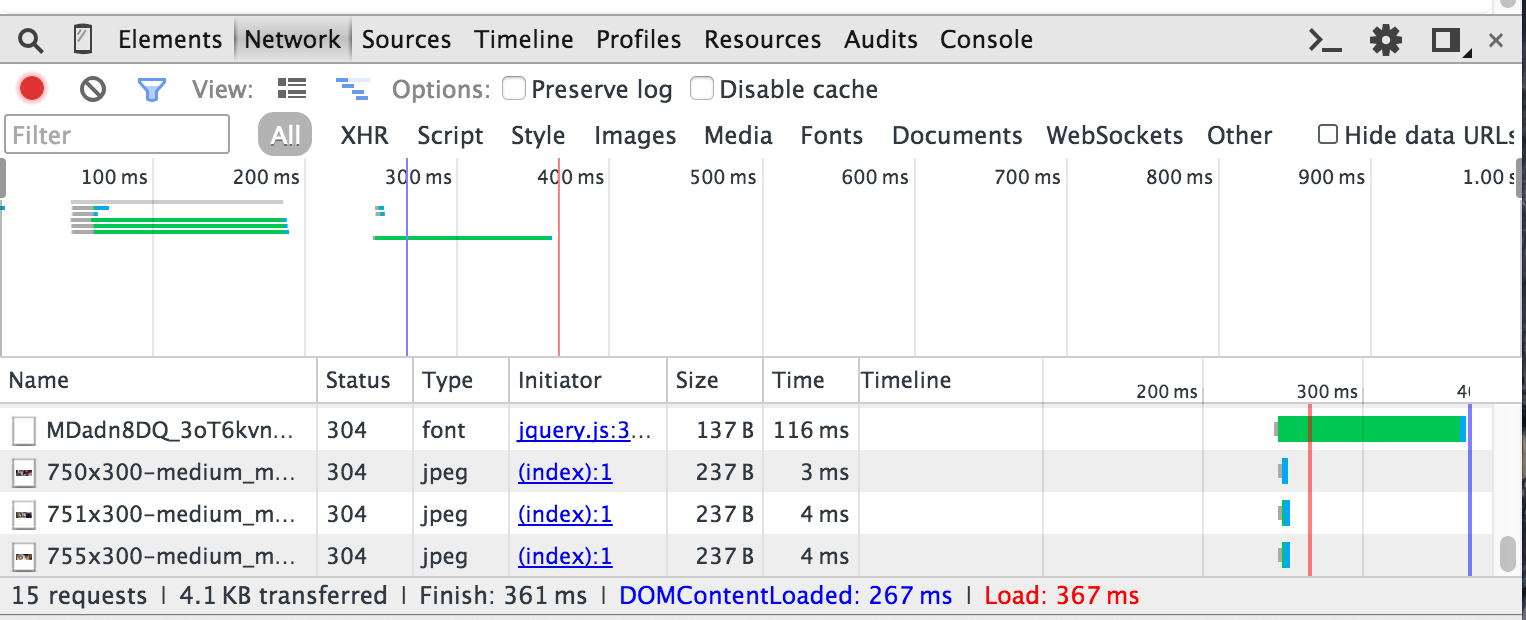 Elements Network Sources Timeline Profiles Resources Audits Console
View: Options: Preserve log Disable cache
Filter All XHR Script Style Images Media Fonts Documents WebSockets Other Hide data URLs
100 ms 200 ms 300 ms 400 ms 500 ms 600 ms 700 ms 800 ms 900 ms 1.00 s
Name Status Type Initiator Size Time Timeline 200 ms 300 ms 40
MDadn8DQ_3oT6kvn... 304 font jquery.js:3... 137 B 116 ms
750x300-medium_m... 304 jpeg (index):1 237 B 3 ms
751x300-medium_m... 304 jpeg (index):1 237 B 4 ms
755x300-medium_m... 304 jpeg (index):1 237 B 4 ms
15 requests | 4.1 KB transferred | Finish: 361 ms | DOMContentLoaded: 267 ms | Load: 367 ms